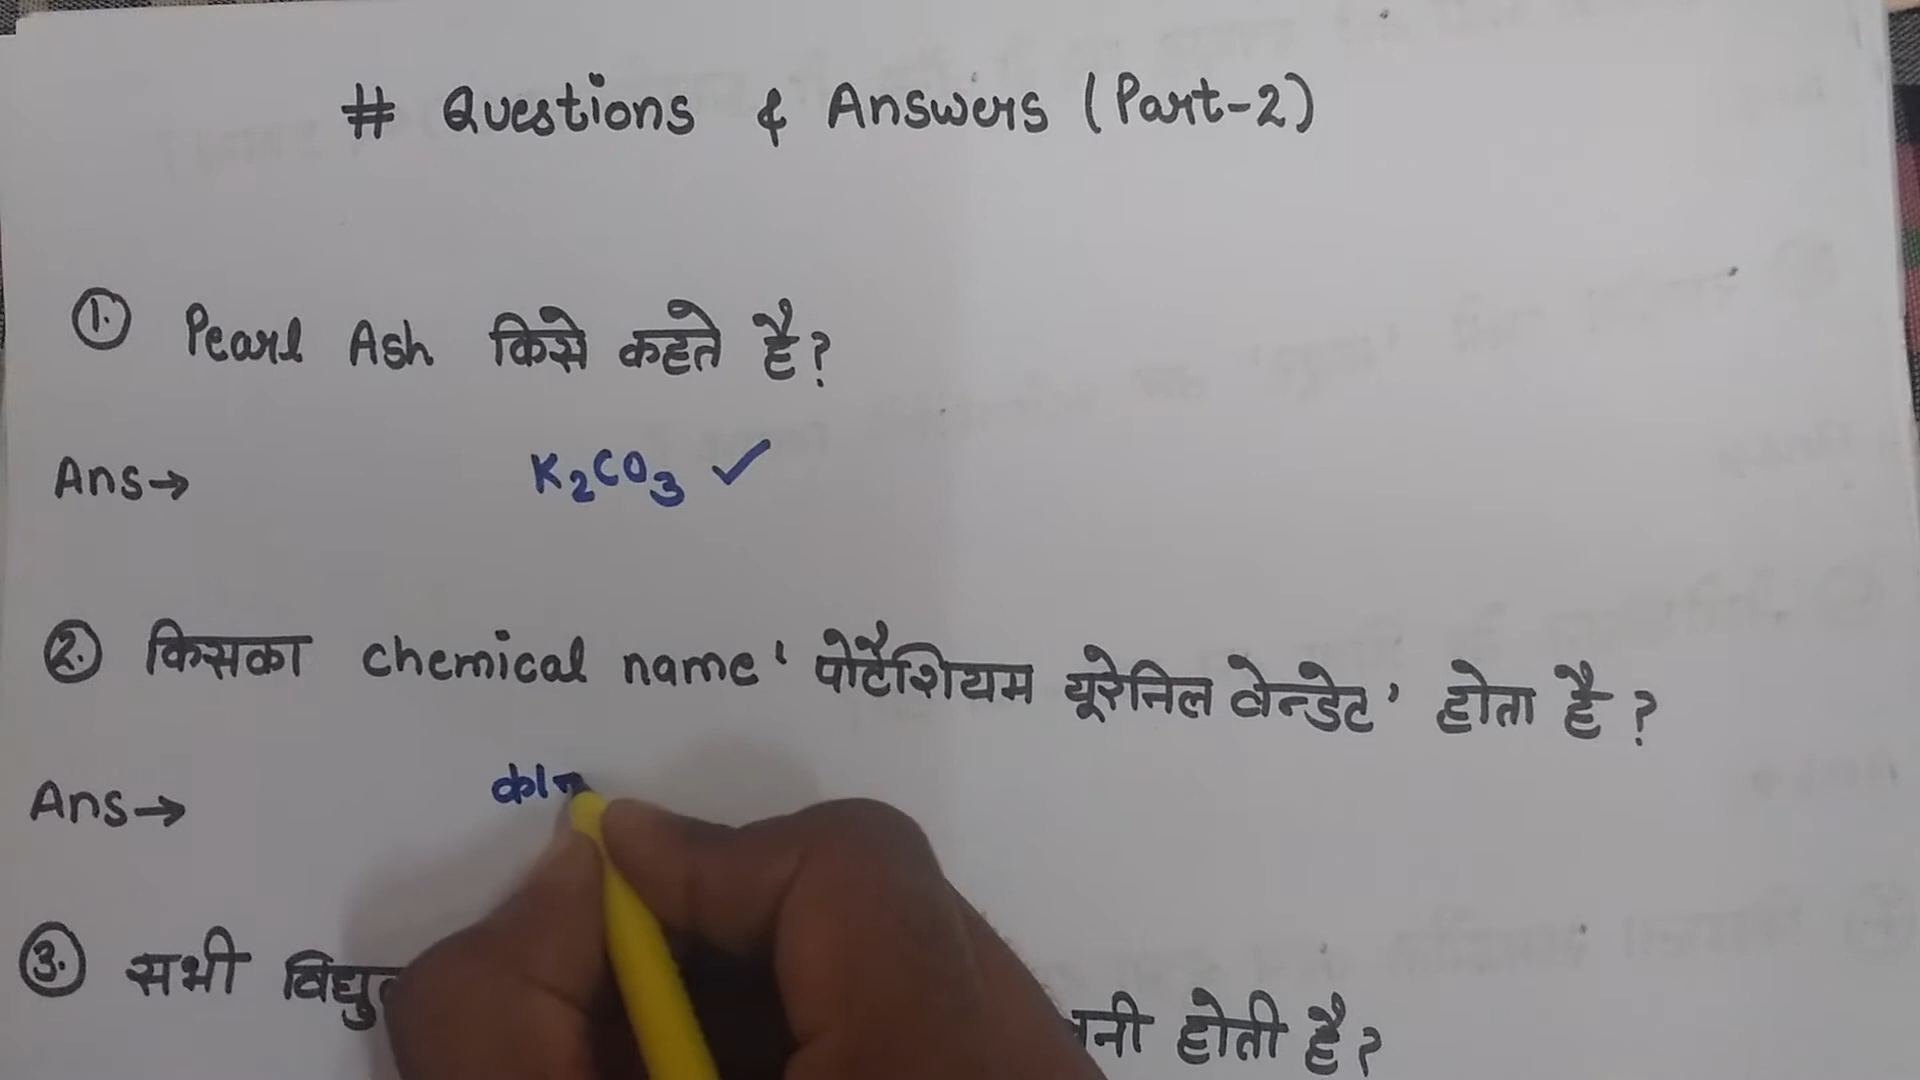 # Questions & Answers (Part-2)
1. Pearl Ash किसे कहते है?
Ans→ K₂CO₃ ✓
2. किसका chemical name 'पोटैशियम यूरेनिल वेन्डेट' होता है?
Ans→
3. सभी होती है?